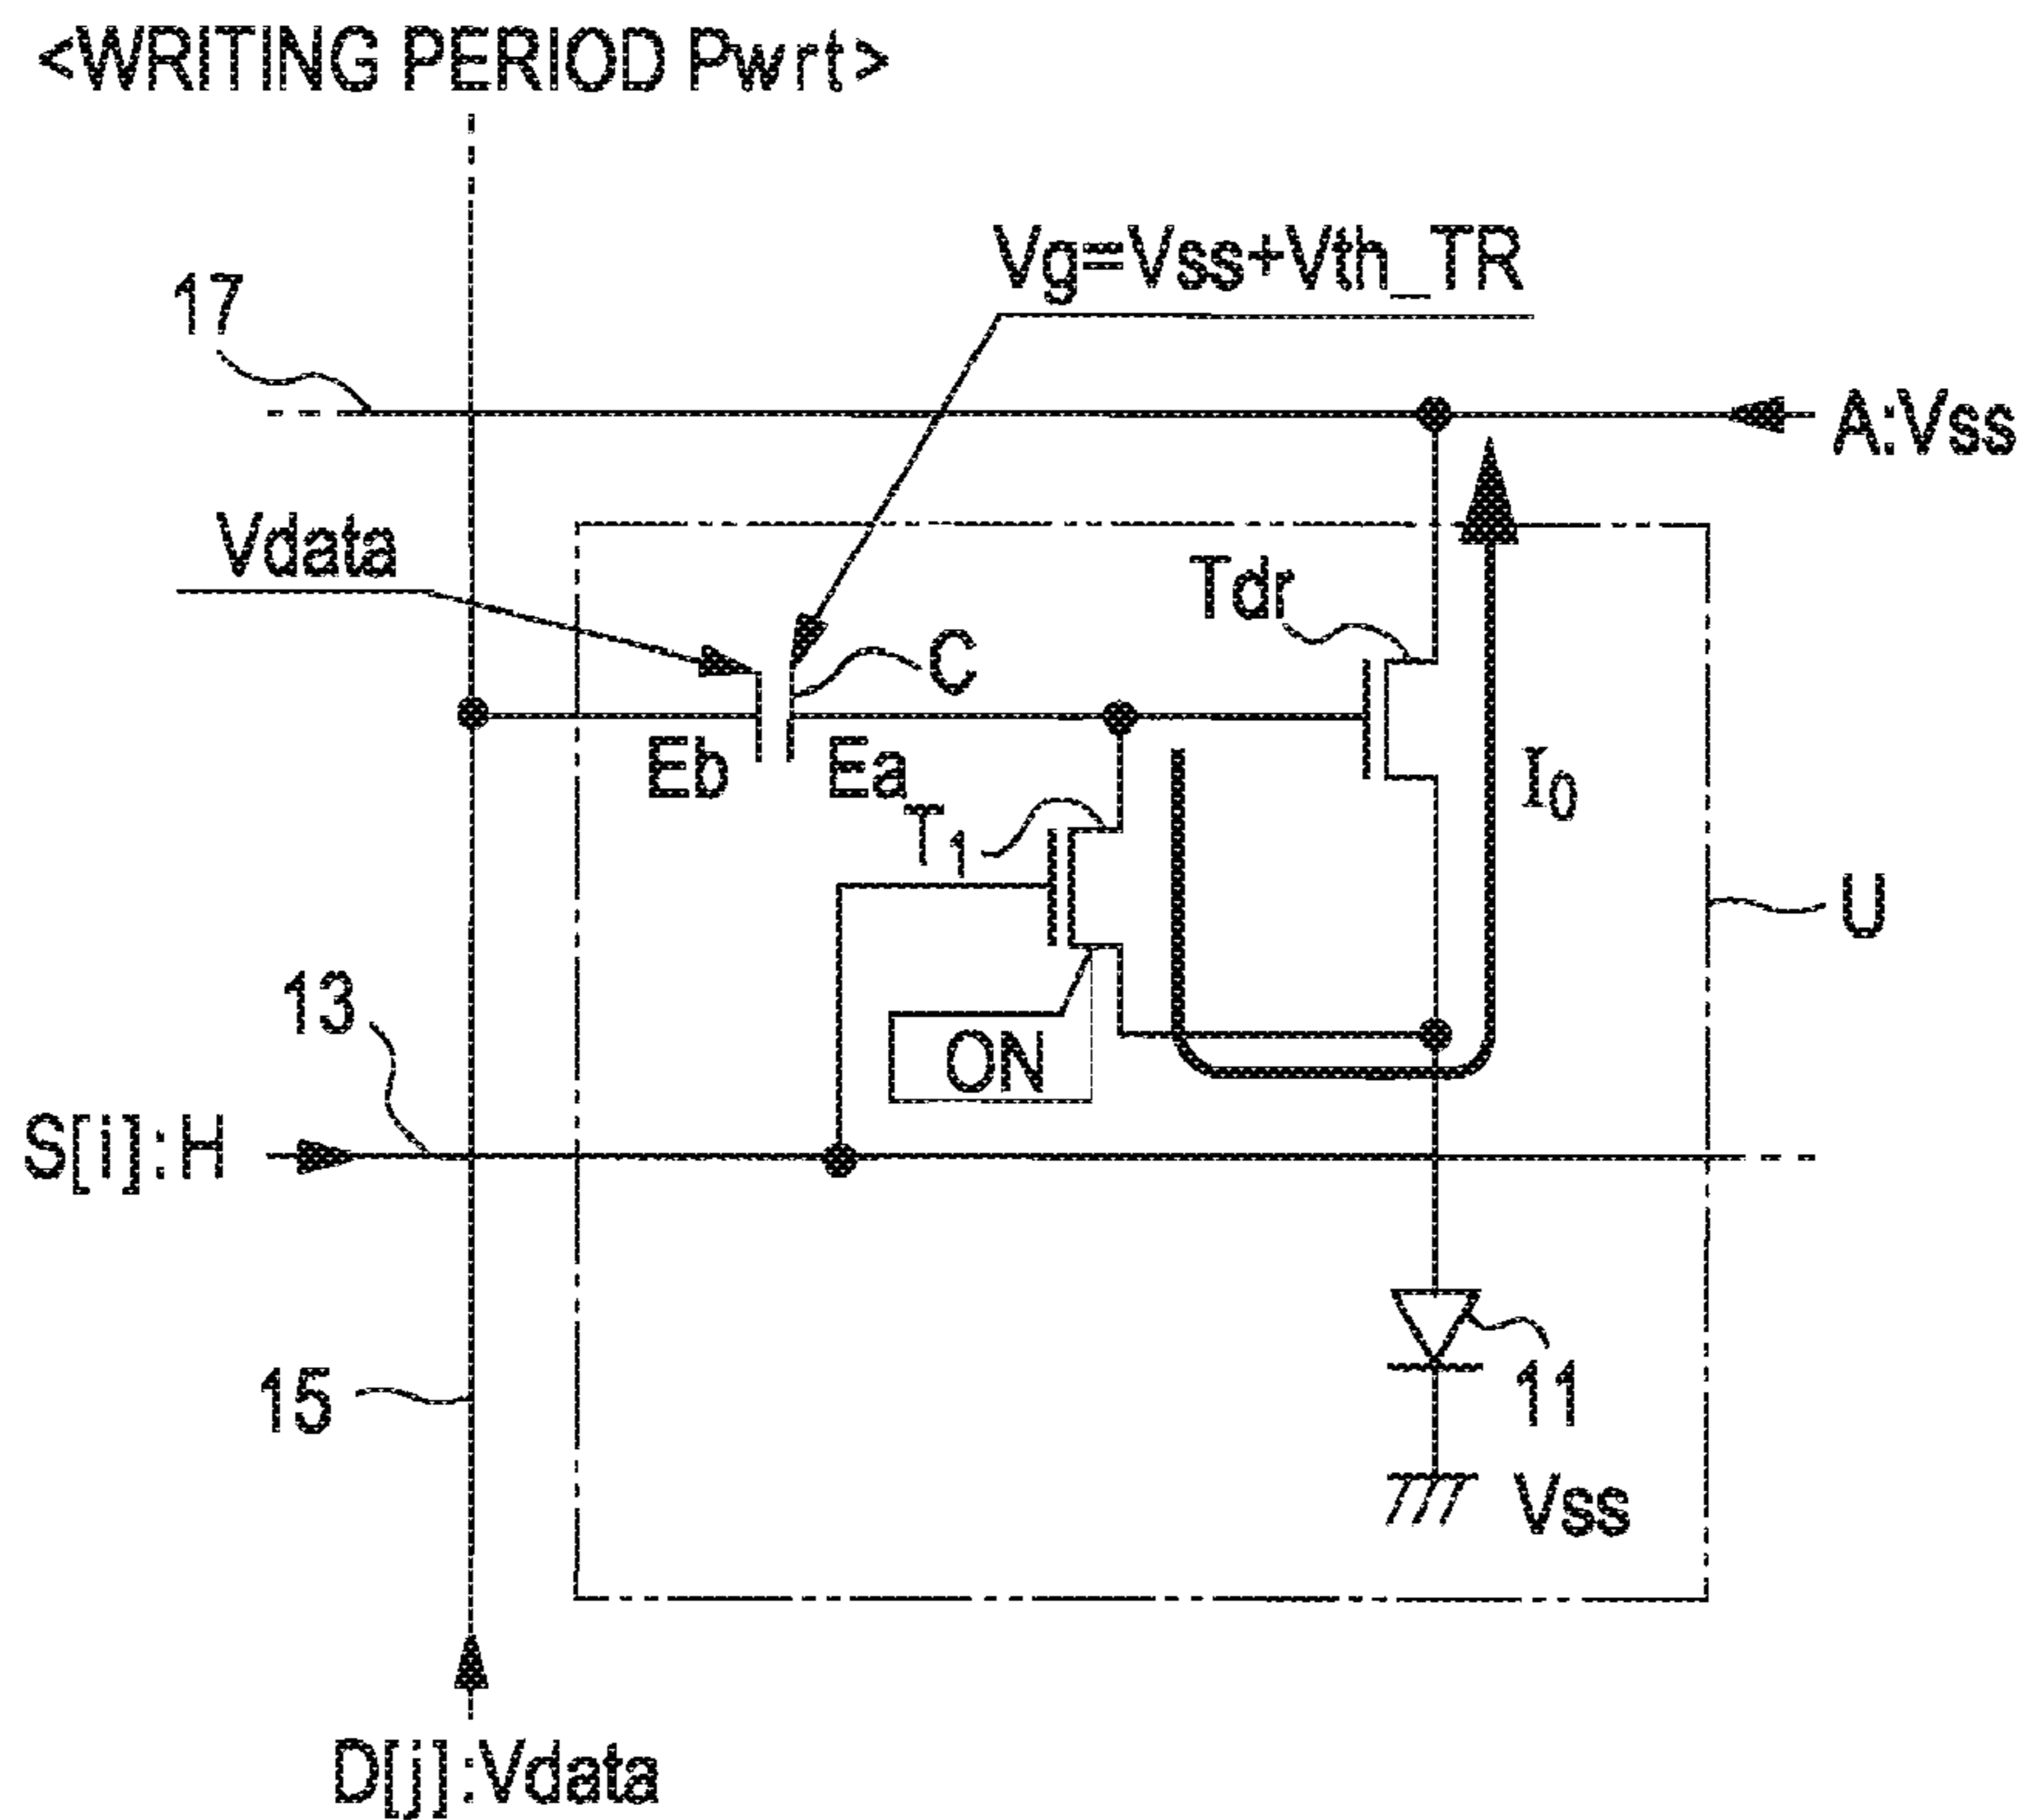 <WRITING PERIOD Pwrt>
Vg=Vss+Vth_TR
17
A:Vss
Vdata
Tdr
C
Eb
Ea
I0
T1
U
13
ON
S[i]:H
15
11
Vss
D[j]:Vdata